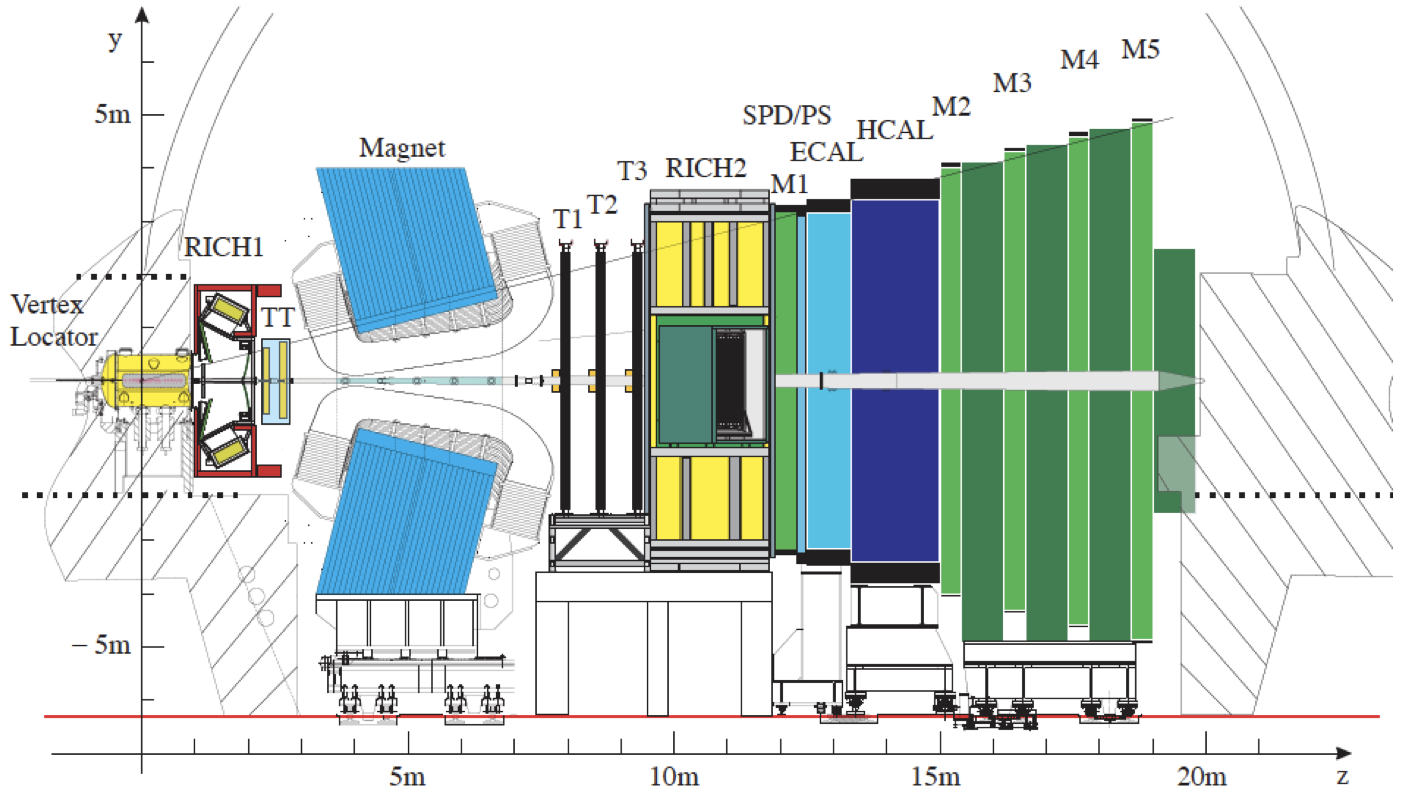 y
5m
Magnet
RICH1
Vertex
Locator
TT
T1
T2
T3
RICH2
M1
SPD/PS
ECAL
HCAL
M2
M3
M4
M5
− 5m
5m
10m
15m
20m
z